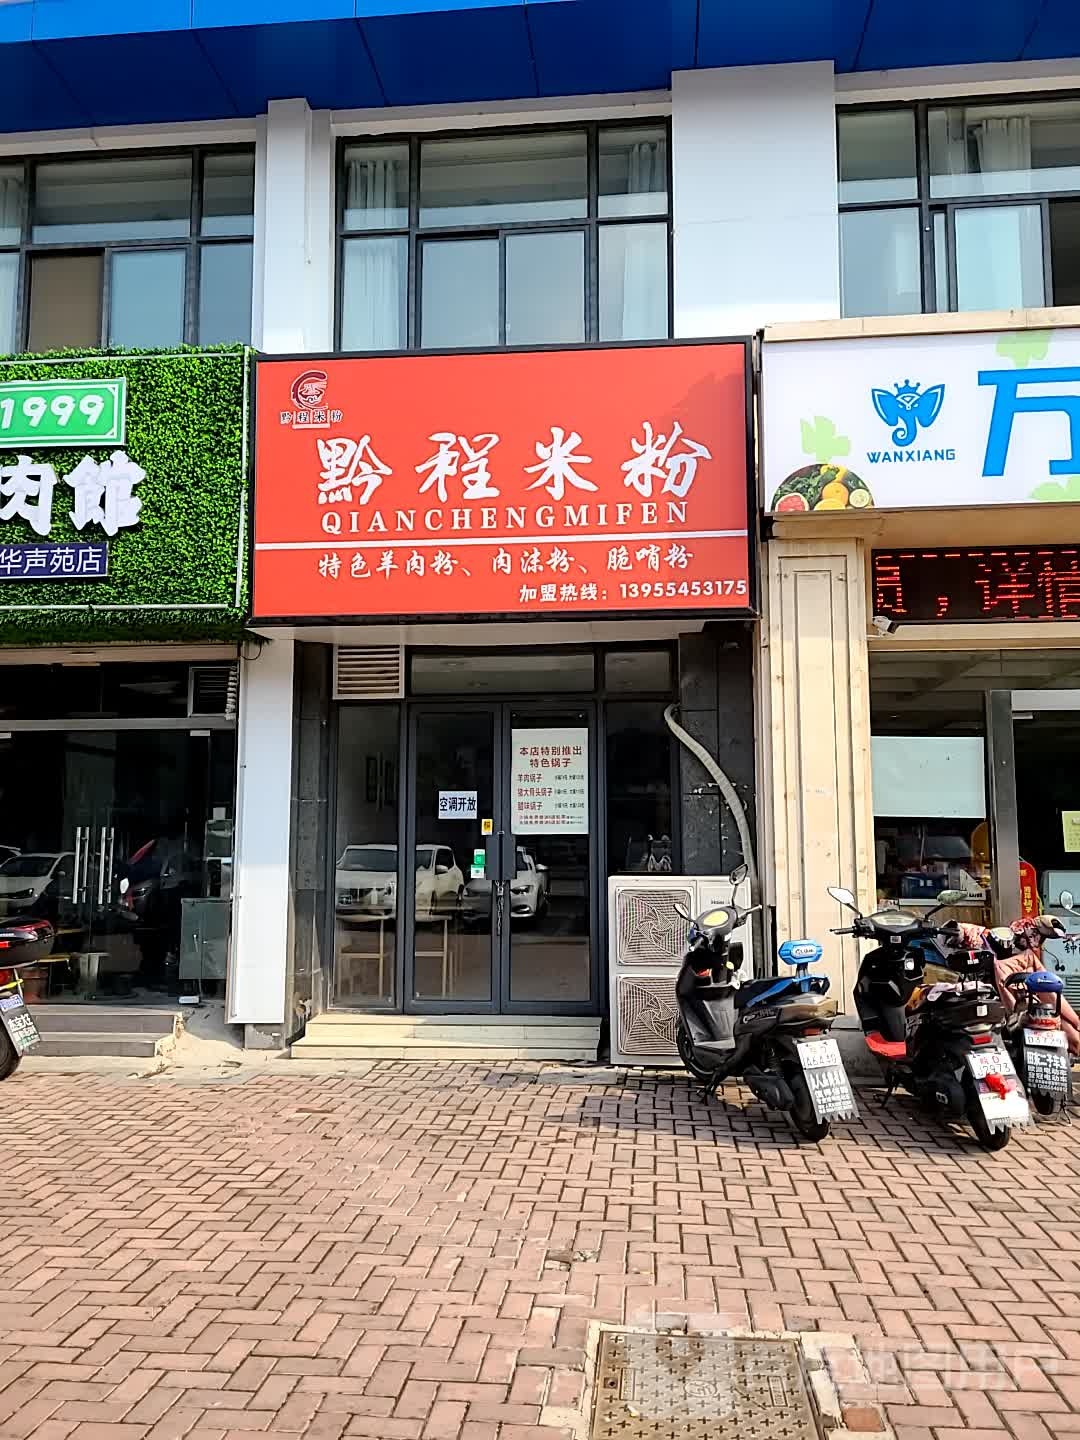 1999
肉館
华声苑店
黔程米粉
黔程米粉
QIANCHENGMIFEN
特色羊肉粉、肉沫粉、脆哨粉
加盟热线：13955453175
WANXIANG
万
，详情
本店特别推出
特色锅子
羊肉锅子
猪大骨头锅子
腊味锅子
空调开放
Haier